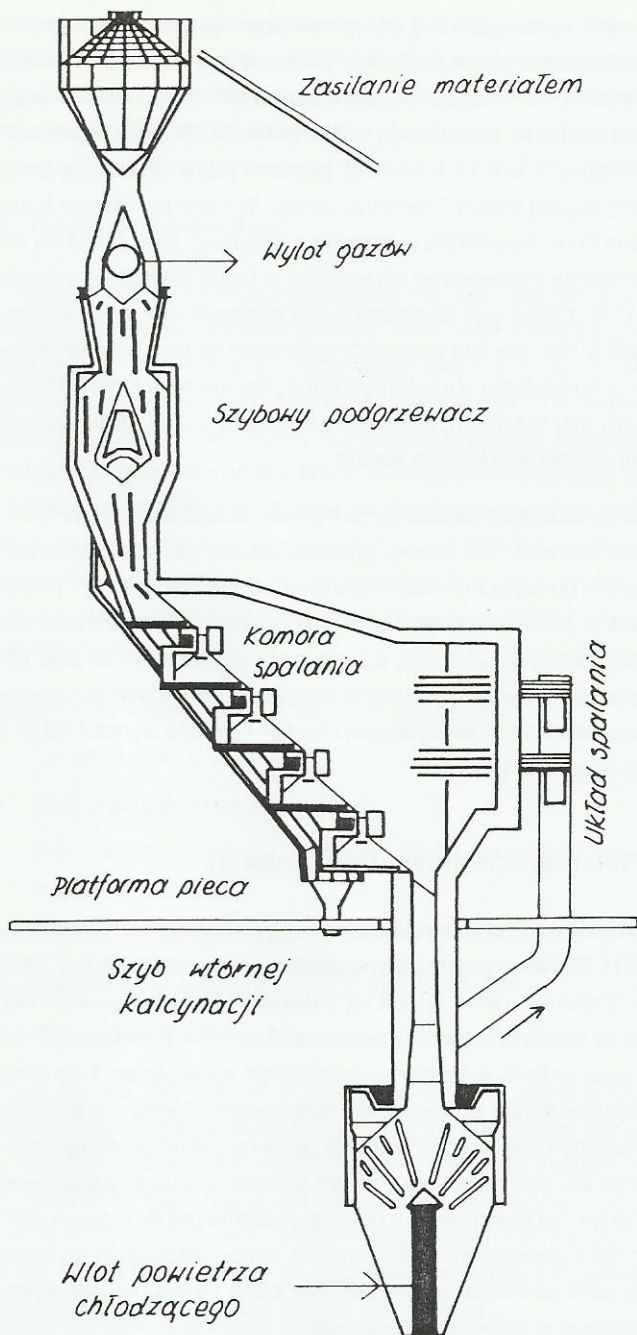 Zasilanie materiałem
Wylot gazów
Szybowy podgrzewacz
Komora
spalania
Układ spalania
Platforma pieca
Szyb wtórnej
kalcynacji
Wlot powietrza
chłodzącego